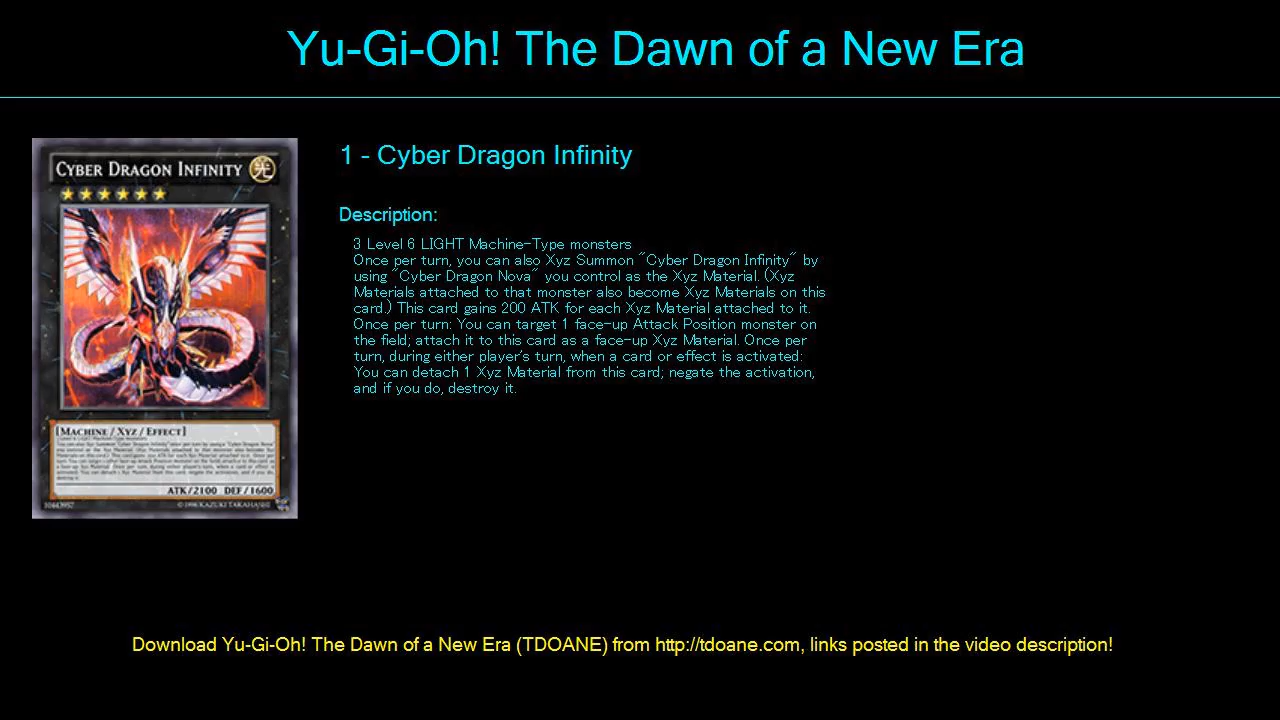 Yu-Gi-Oh! The Dawn of a New Era
CYBER DRAGON INFINITY
光
[MACHINE / XYZ / EFFECT]
ATK/2100 DEF/1600
10443957
©1996 KAZUKI TAKAHASHI
1 - Cyber Dragon Infinity
Description:
3 Level 6 LIGHT Machine-Type monsters
Once per turn, you can also Xyz Summon "Cyber Dragon Infinity" by
using "Cyber Dragon Nova" you control as the Xyz Material. (Xyz
Materials attached to that monster also become Xyz Materials on this
card.) This card gains 200 ATK for each Xyz Material attached to it.
Once per turn: You can target 1 face-up Attack Position monster on
the field; attach it to this card as a face-up Xyz Material. Once per
turn, during either player's turn, when a card or effect is activated:
You can detach 1 Xyz Material from this card; negate the activation,
and if you do, destroy it.
Download Yu-Gi-Oh! The Dawn of a New Era (TDOANE) from http://tdoane.com, links posted in the video description!